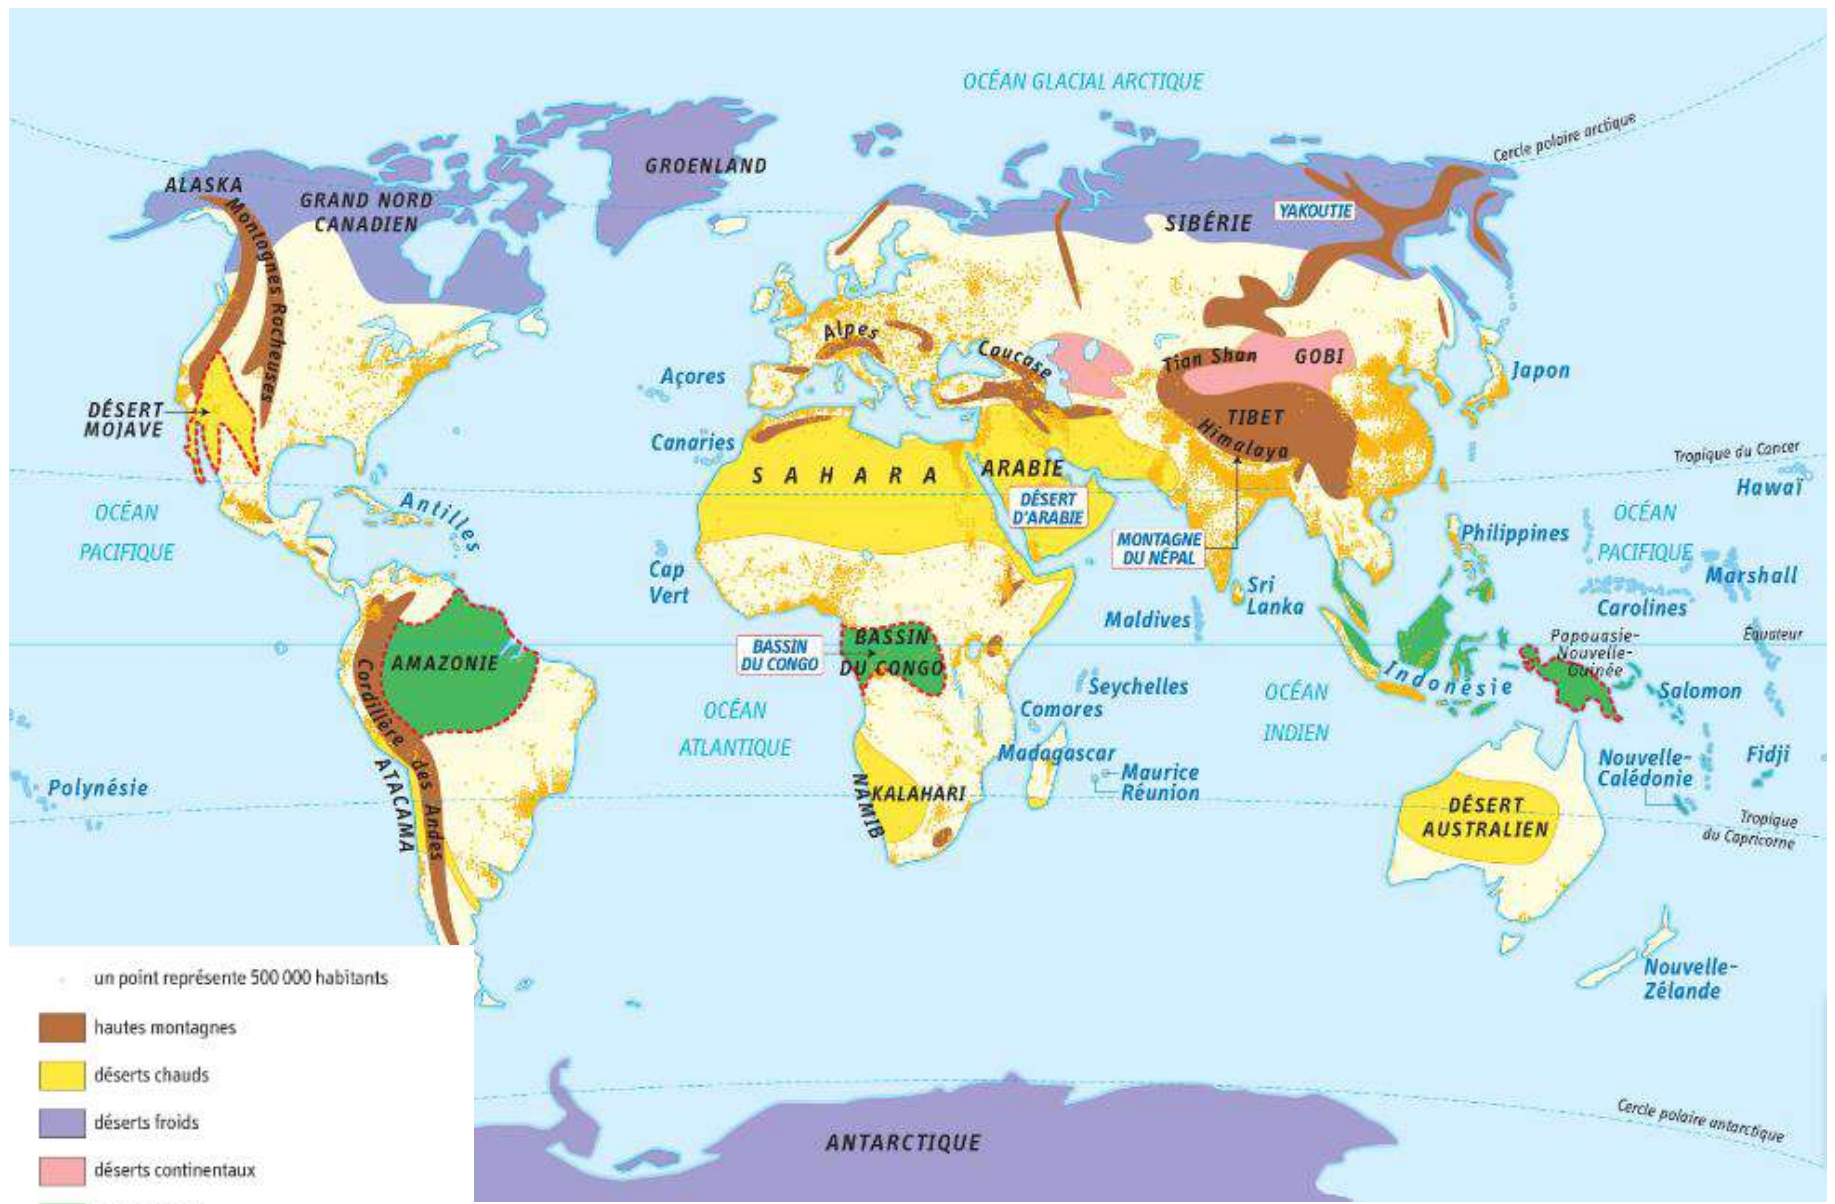 OCÉAN GLACIAL ARCTIQUE
Cercle polaire arctique
GROENLAND
ALASKA
GRAND NORD
CANADIEN
Montagnes Rocheuses
SIBÉRIE
YAKOUTIE
Alpes
Caucase
Tian Shan
GOBI
Japon
Açores
DÉSERT
MOJAVE
TIBET
Himalaya
Canaries
SAHARA
ARABIE
DÉSERT
D'ARABIE
Tropique du Cancer
Hawaï
OCÉAN
PACIFIQUE
Antilles
MONTAGNE
DU NÉPAL
Philippines
OCÉAN
PACIFIQUE
Marshall
Cap
Vert
Sri
Lanka
Maldives
Carolines
Équateur
BASSIN
DU CONGO
BASSIN
DU CONGO
AMAZONIE
Papouasie-
Nouvelle-
Guinée
Indonésie
Salomon
Seychelles
Comores
OCÉAN
INDIEN
OCÉAN
ATLANTIQUE
Cordillère des Andes
Madagascar
Maurice
Réunion
Nouvelle-
Calédonie
Fidji
Polynésie
ATACAMA
NAMIB
KALAHARI
DÉSERT
AUSTRALIEN
Tropique
du Capricorne
Nouvelle-
Zélande
un point représente 500 000 habitants
hautes montagnes
déserts chauds
déserts froids
déserts continentaux
Cercle polaire antarctique
ANTARCTIQUE